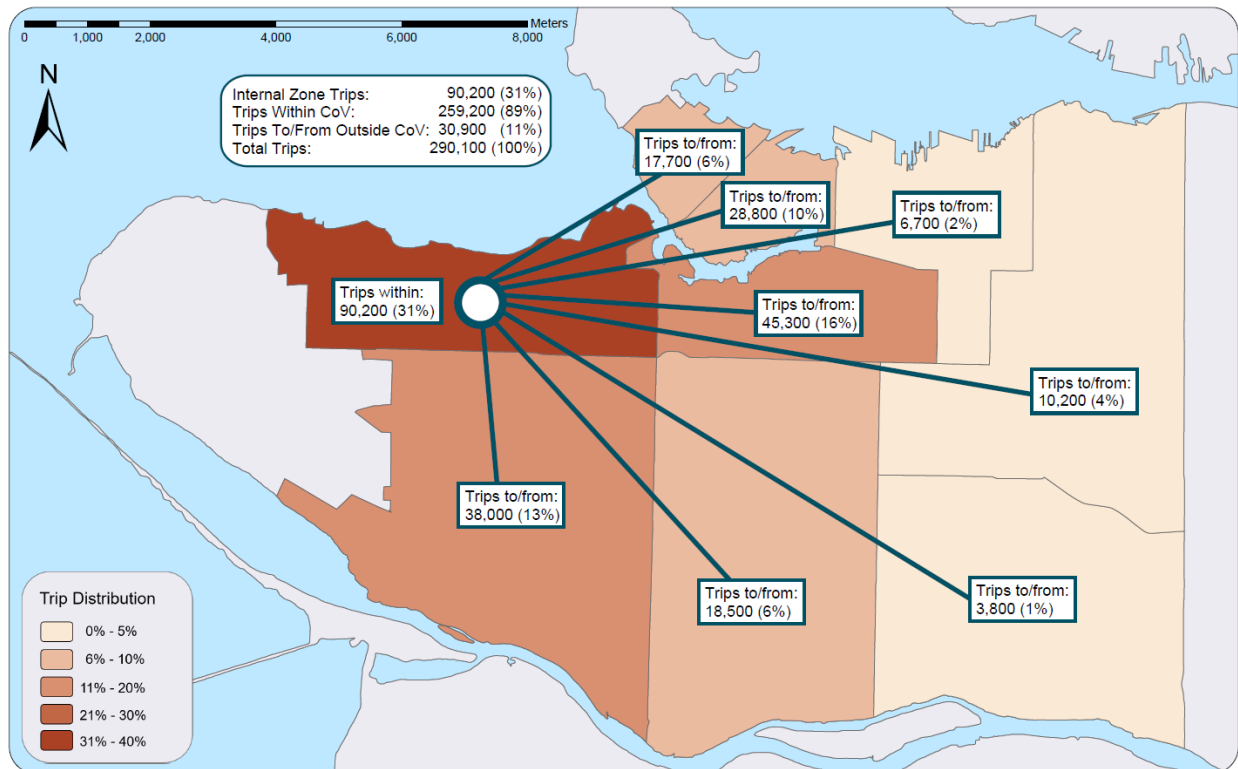 Meters
0 1,000 2,000 4,000 6,000 8,000
N
Internal Zone Trips: 90,200 (31%)
Trips Within CoV: 259,200 (89%)
Trips To/From Outside CoV: 30,900 (11%)
Total Trips: 290,100 (100%)
Trips to/from:
17,700 (6%)
Trips to/from:
28,800 (10%)
Trips to/from:
6,700 (2%)
Trips within:
90,200 (31%)
Trips to/from:
45,300 (16%)
Trips to/from:
10,200 (4%)
Trips to/from:
38,000 (13%)
Trips to/from:
18,500 (6%)
Trips to/from:
3,800 (1%)
Trip Distribution
0% - 5%
6% - 10%
11% - 20%
21% - 30%
31% - 40%